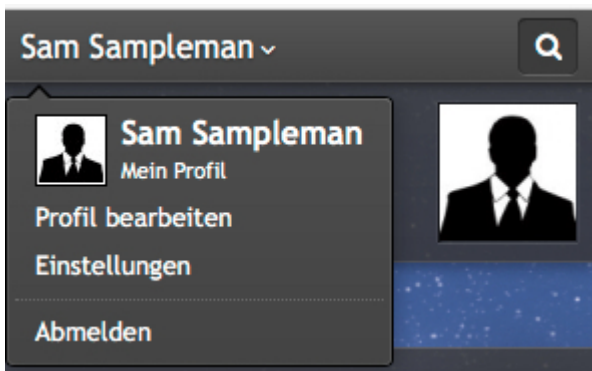 Sam Sampleman
Sam Sampleman
Mein Profil
Profil bearbeiten
Einstellungen
Abmelden